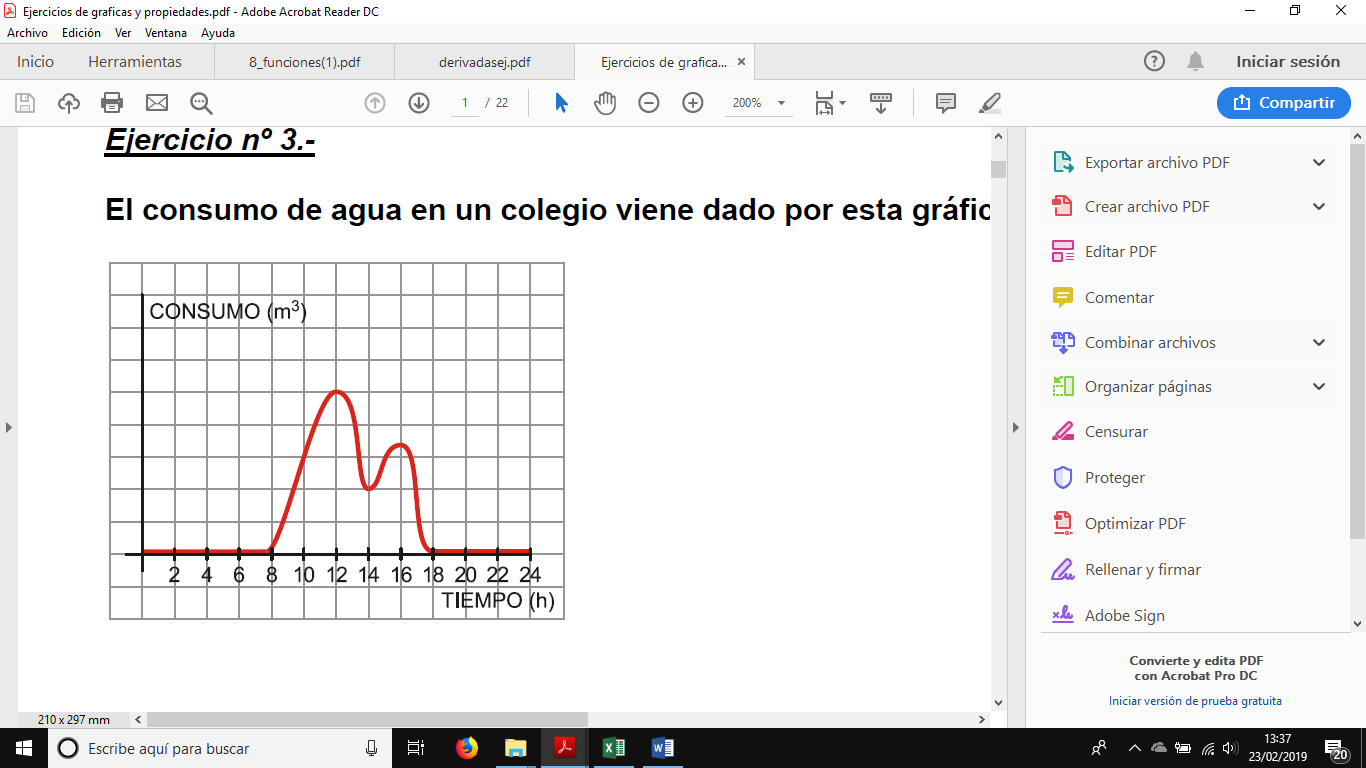 Ejercicios de graficas y propiedades.pdf - Adobe Acrobat Reader DC
Archivo Edición Ver Ventana Ayuda
Inicio Herramientas 8_funciones(1).pdf derivadasej.pdf Ejercicios de grafica... × Iniciar sesión
1 / 22 200% Compartir
Ejercicio nº 3.-
El consumo de agua en un colegio viene dado por esta gráfic
CONSUMO (m³)
2 4 6 8 10 12 14 16 18 20 22 24
TIEMPO (h)
Exportar archivo PDF
Crear archivo PDF
Editar PDF
Comentar
Combinar archivos
Organizar páginas
Censurar
Proteger
Optimizar PDF
Rellenar y firmar
Adobe Sign
Convierte y edita PDF
con Acrobat Pro DC
Iniciar versión de prueba gratuita
210 x 297 mm
Escribe aquí para buscar
13:37
23/02/2019
20